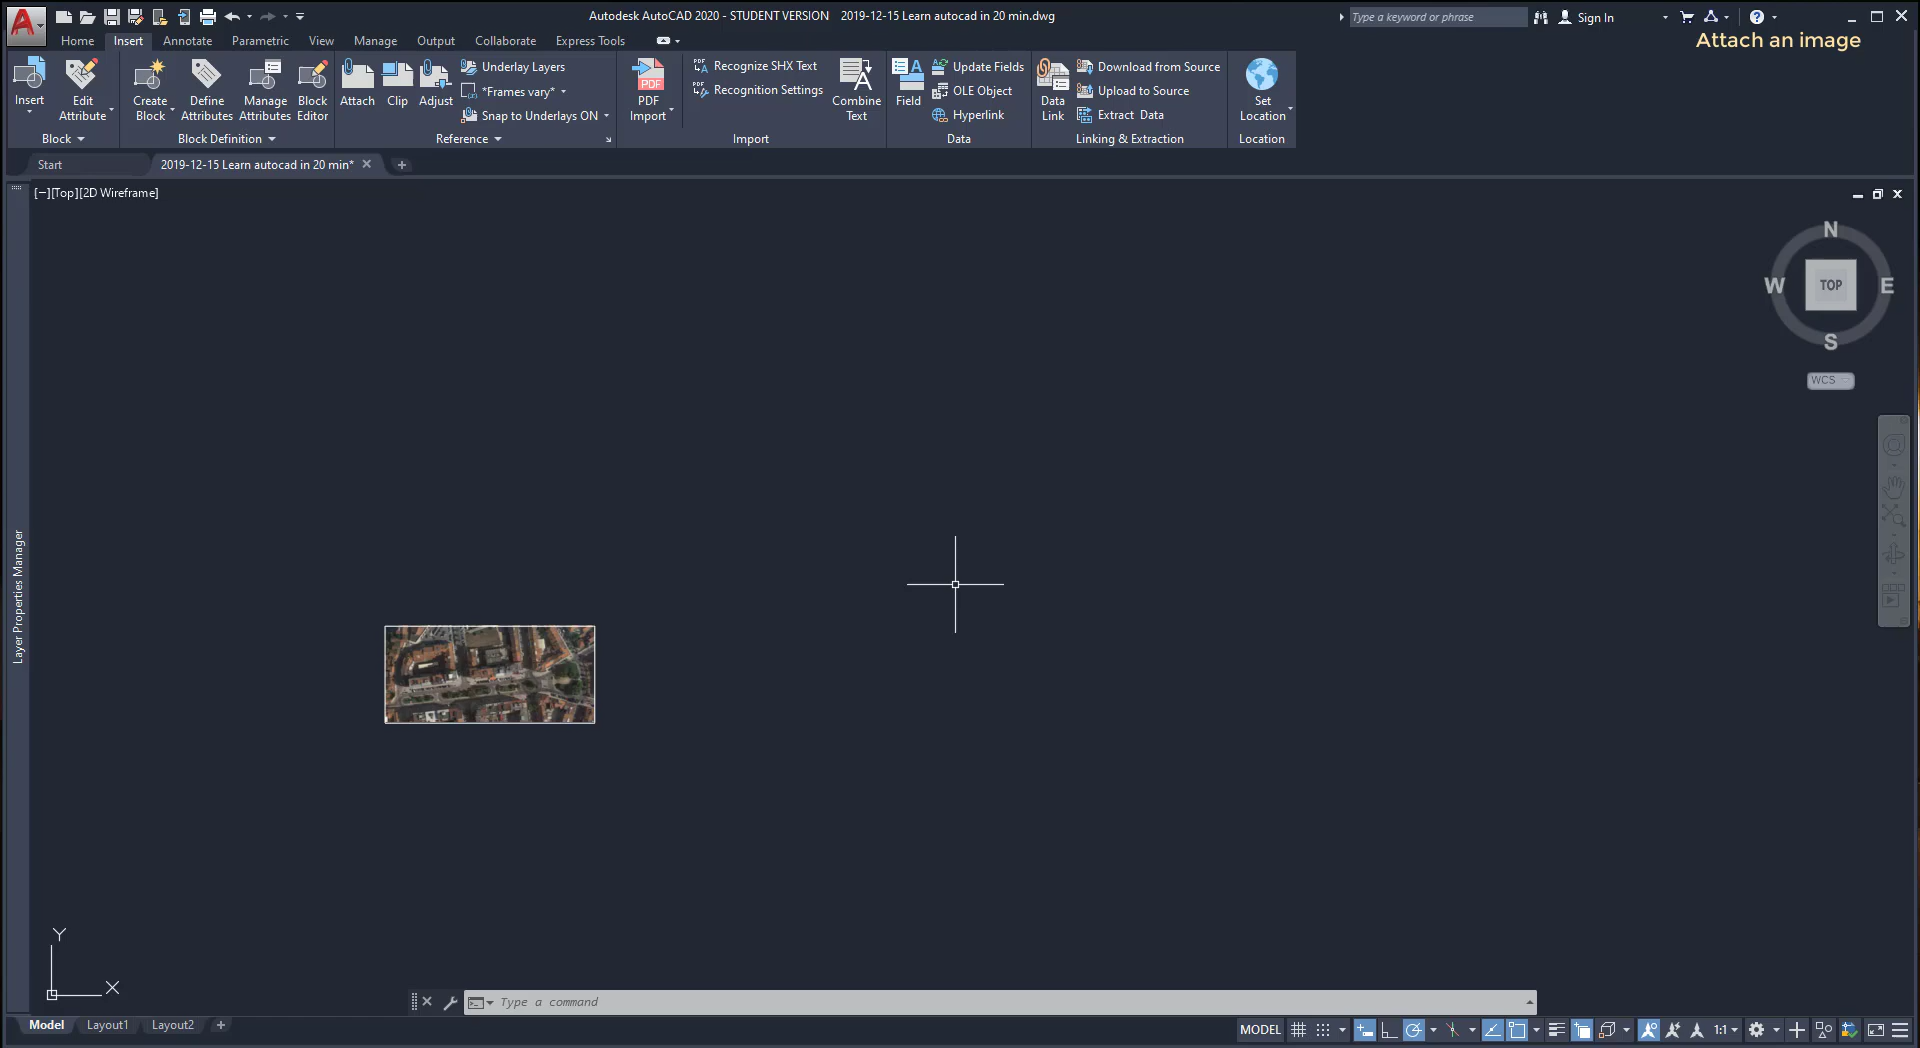 Autodesk AutoCAD 2020 - STUDENT VERSION 2019-12-15 Learn autocad in 20 min.dwg
Type a keyword or phrase
Sign In
Attach an image
Home Insert Annotate Parametric View Manage Output Collaborate Express Tools
Insert
Edit
Attribute
Block
Create
Block
Define
Attributes
Manage
Attributes
Block
Editor
Block Definition
Attach
Clip
Adjust
Underlay Layers
*Frames vary*
Snap to Underlays ON
Reference
PDF
PDF
Import
Recognize SHX Text
Recognition Settings
Combine
Text
Import
Field
Update Fields
OLE Object
Hyperlink
Data
Data
Link
Download from Source
Upload to Source
Extract Data
Linking & Extraction
Set
Location
Location
Start
2019-12-15 Learn autocad in 20 min*
[−][Top][2D Wireframe]
N
W
TOP
E
S
WCS
Layer Properties Manager
Y
X
Type a command
Model Layout1 Layout2
MODEL
1:1